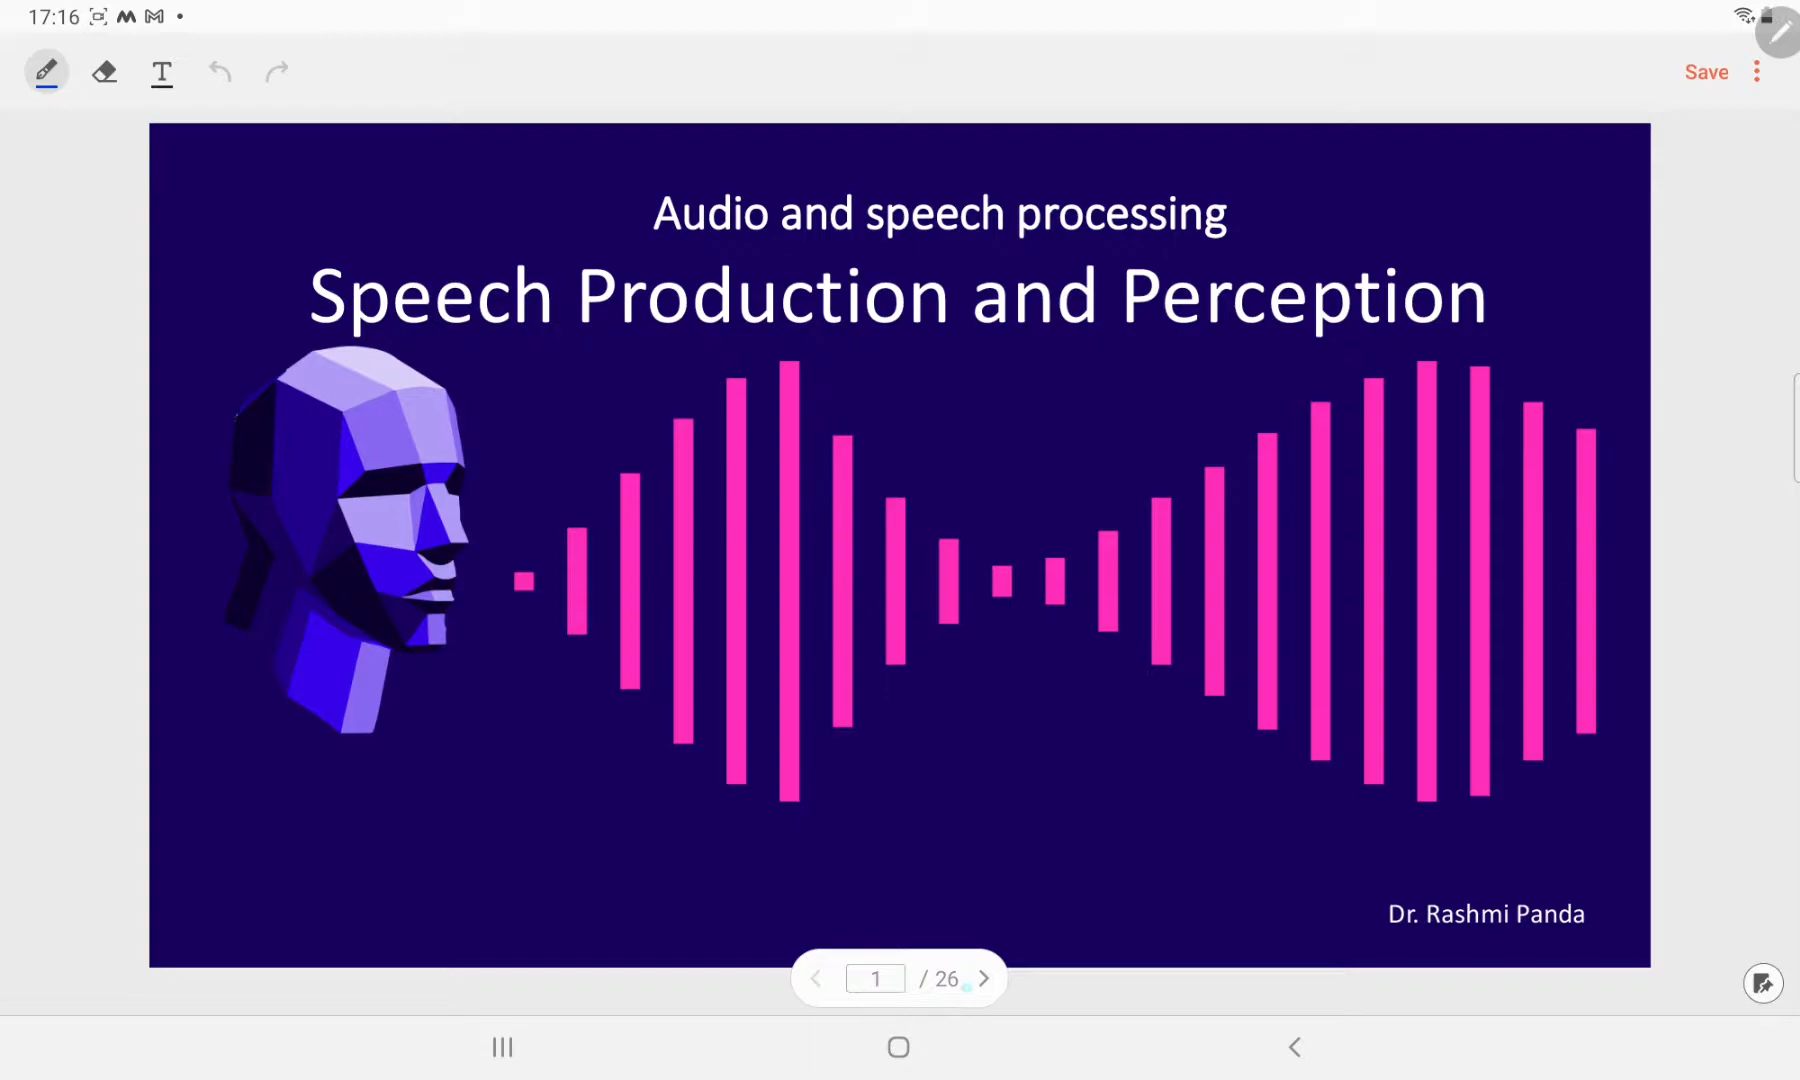 17:16
T
Save
Audio and speech processing
Speech Production and Perception
Dr. Rashmi Panda
1 / 26